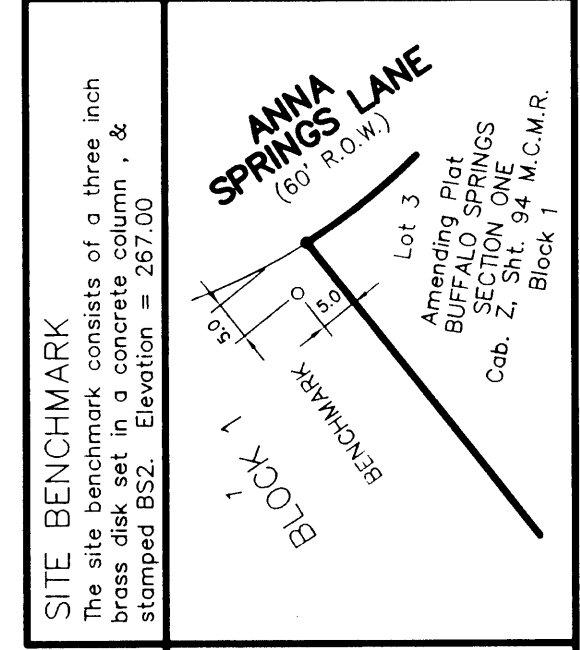 SITE BENCHMARK
The site benchmark consists of a three inch
brass disk set in a concrete column , &
stamped BS2. Elevation = 267.00
ANNA
SPRINGS LANE
(60' R.O.W.)
Lot 3
Amending Plat
BUFFALO SPRINGS
SECTION ONE
Cab. Z, Sht. 94 M.C.M.R.
Block 1
5.0
5.0
BENCHMARK
1
BLOCK 1